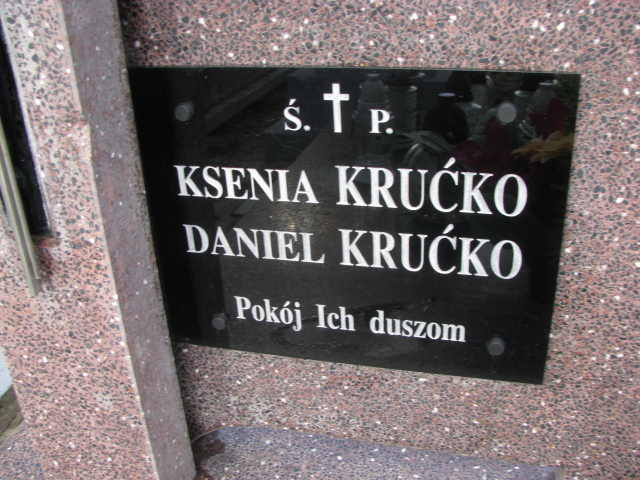 Ś. † P.
KSENIA KRUĆKO
DANIEL KRUĆKO
Pokój Ich duszom